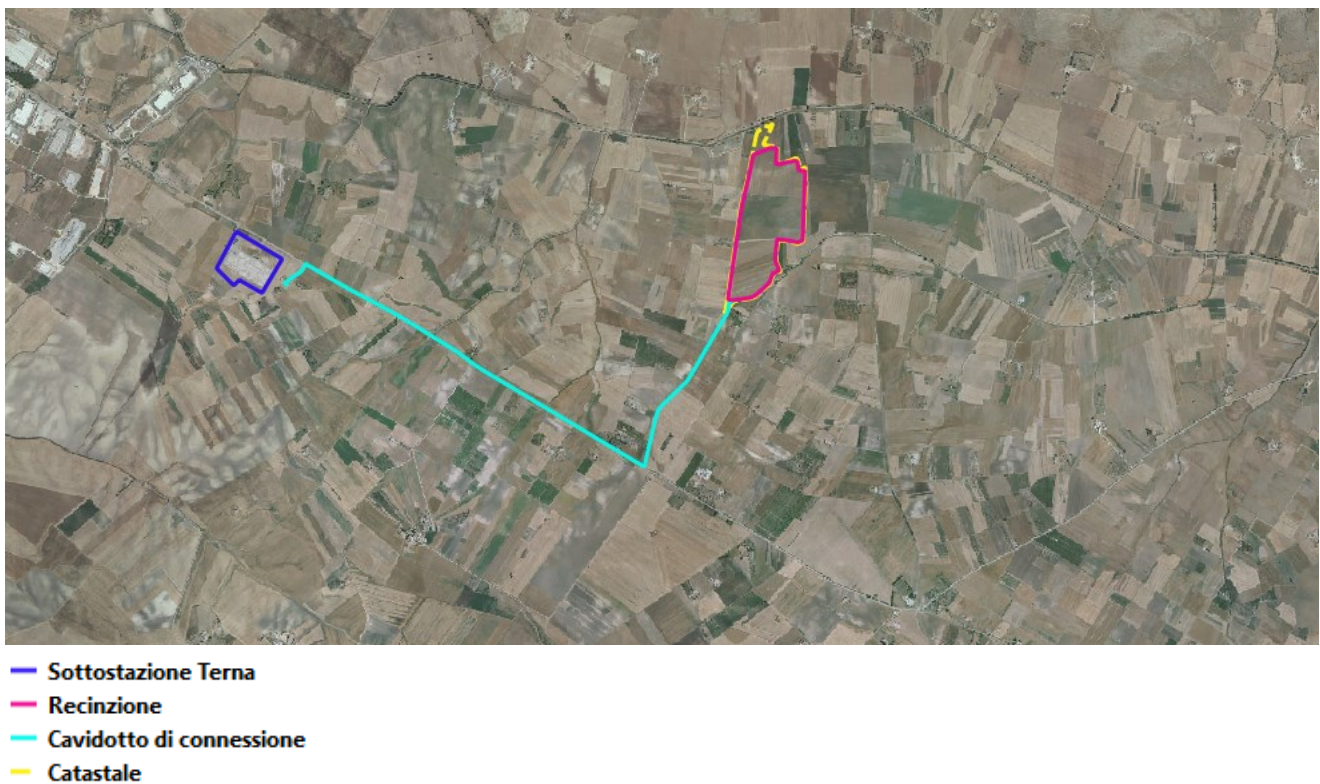 Sottostazione Terna
Recinzione
Cavidotto di connessione
Catastale